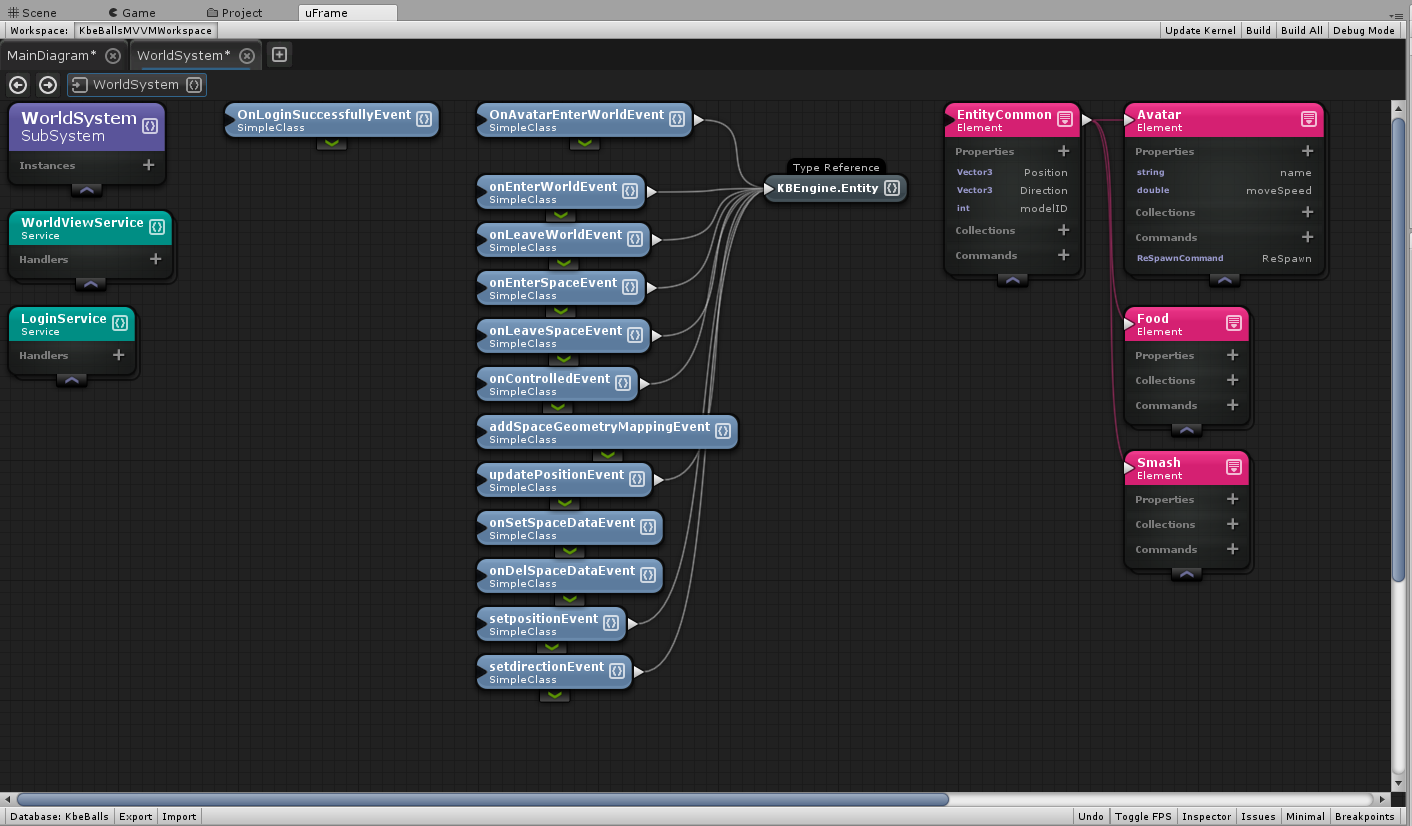 Scene
Game
Project
uFrame
Workspace:
KbeBallsMVVMWorkspace
Update Kernel
Build
Build All
Debug Mode
MainDiagram*
WorldSystem*
WorldSystem
WorldSystem
SubSystem
Instances
WorldViewService
Service
Handlers
LoginService
Service
Handlers
OnLoginSuccessfullyEvent
SimpleClass
OnAvatarEnterWorldEvent
SimpleClass
onEnterWorldEvent
SimpleClass
onLeaveWorldEvent
SimpleClass
onEnterSpaceEvent
SimpleClass
onLeaveSpaceEvent
SimpleClass
onControlledEvent
SimpleClass
addSpaceGeometryMappingEvent
SimpleClass
updatePositionEvent
SimpleClass
onSetSpaceDataEvent
SimpleClass
onDelSpaceDataEvent
SimpleClass
setpositionEvent
SimpleClass
setdirectionEvent
SimpleClass
Type Reference
KBEngine.Entity
EntityCommon
Element
Properties
Vector3 Position
Vector3 Direction
int modelID
Collections
Commands
Avatar
Element
Properties
string name
double moveSpeed
Collections
Commands
ReSpawnCommand ReSpawn
Food
Element
Properties
Collections
Commands
Smash
Element
Properties
Collections
Commands
Database: KbeBalls
Export
Import
Undo
Toggle FPS
Inspector
Issues
Minimal
Breakpoints